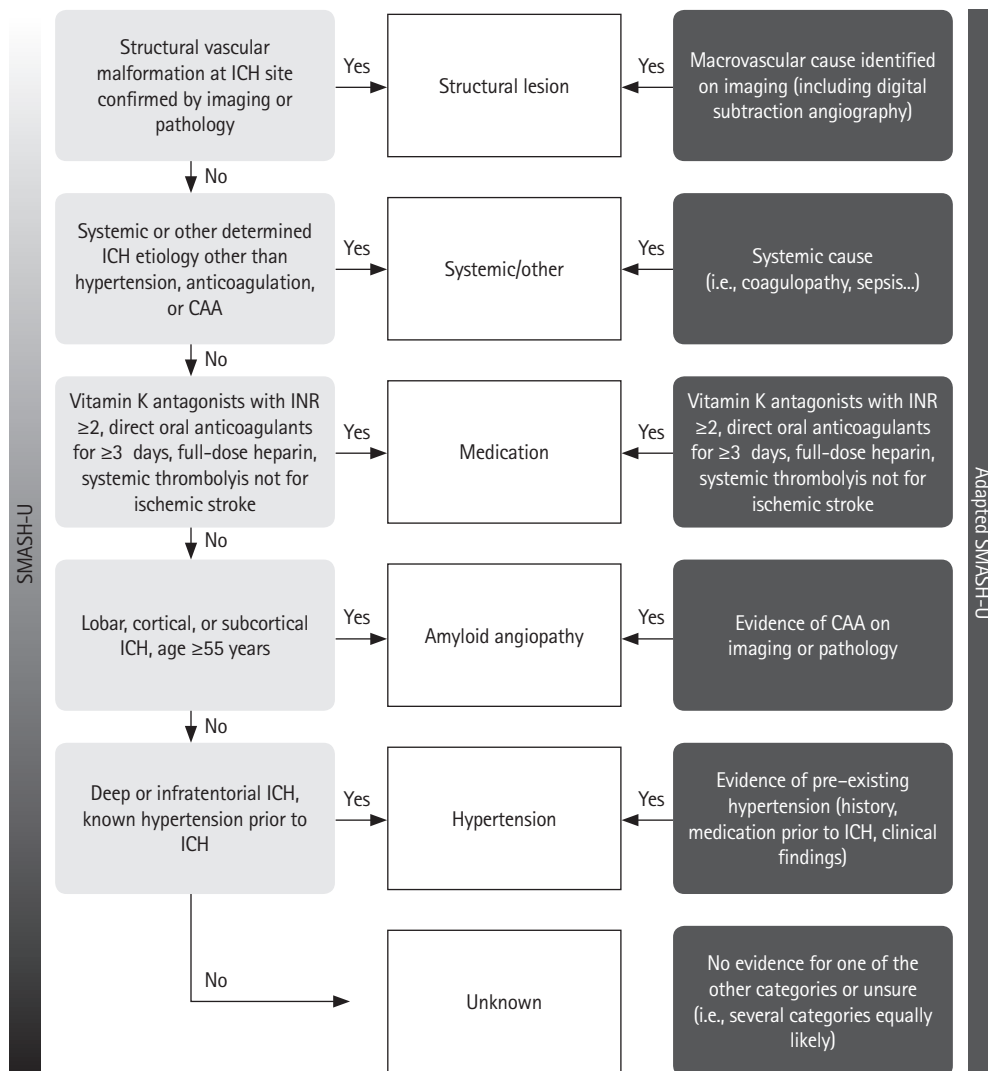 SMASH-U
Structural vascular
malformation at ICH site
confirmed by imaging or
pathology
Yes
Structural lesion
Yes
Macrovascular cause identified
on imaging (including digital
subtraction angiography)
No
Systemic or other determined
ICH etiology other than
hypertension, anticoagulation,
or CAA
Yes
Systemic/other
Yes
Systemic cause
(i.e., coagulopathy, sepsis...)
No
Vitamin K antagonists with INR
≥2, direct oral anticoagulants
for ≥3 days, full-dose heparin,
systemic thrombolyis not for
ischemic stroke
Yes
Medication
Yes
Vitamin K antagonists with INR
≥2, direct oral anticoagulants
for ≥3 days, full-dose heparin,
systemic thrombolyis not for
ischemic stroke
No
Lobar, cortical, or subcortical
ICH, age ≥55 years
Yes
Amyloid angiopathy
Yes
Evidence of CAA on
imaging or pathology
No
Deep or infratentorial ICH,
known hypertension prior to
ICH
Yes
Hypertension
Yes
Evidence of pre-existing
hypertension (history,
medication prior to ICH, clinical
findings)
No
Unknown
No evidence for one of the
other categories or unsure
(i.e., several categories equally
likely)
Adapted SMASH-U